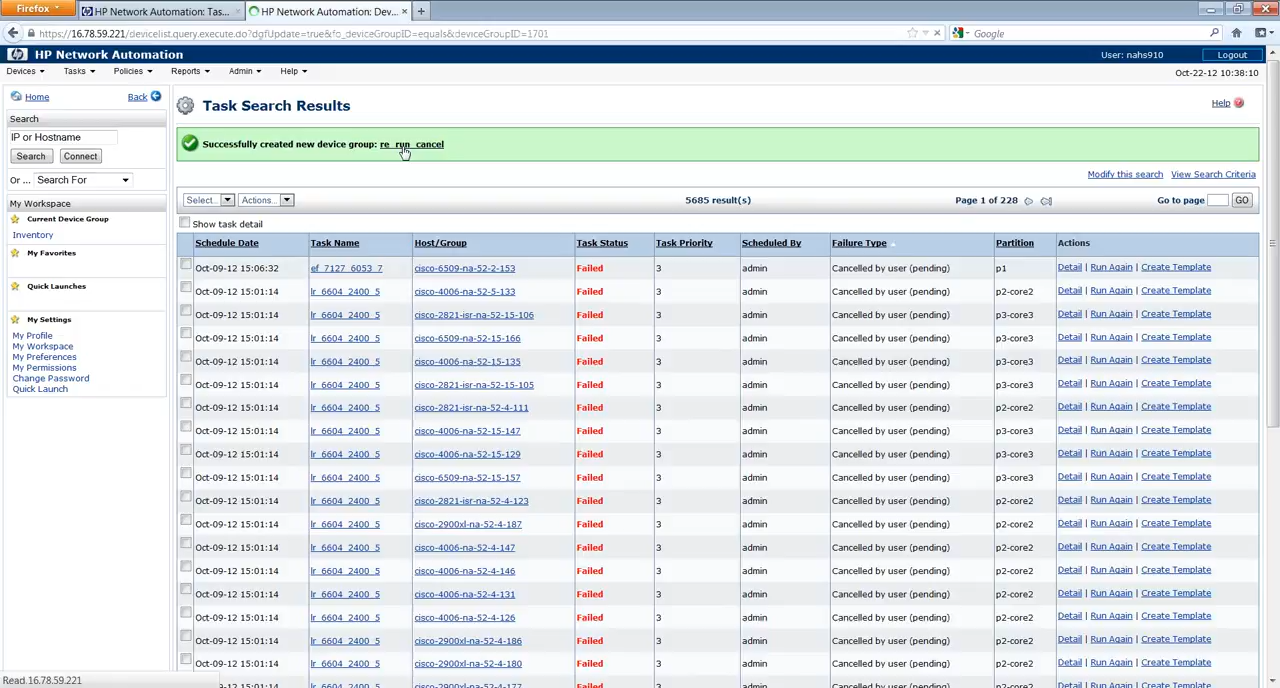 Firefox
HP Network Automation: Tas...
HP Network Automation: Dev...
https://16.78.59.221/devicelist.query.execute.do?dgfUpdate=true&fo_deviceGroupID=equals&deviceGroupID=1701
Google
HP Network Automation
User: nahs910
Logout
Devices Tasks Policies Reports Admin Help
Oct-22-12 10:38:10
Home Back
Search
IP or Hostname
Search Connect
Or ... Search For
My Workspace
Current Device Group
Inventory
My Favorites
Quick Launches
My Settings
My Profile
My Workspace
My Preferences
My Permissions
Change Password
Quick Launch
Task Search Results
Help
Successfully created new device group: re_run_cancel
Modify this search View Search Criteria
Select.. Actions.. 5685 result(s) Page 1 of 228 Go to page GO
Show task detail
Schedule Date Task Name Host/Group Task Status Task Priority Scheduled By Failure Type Partition Actions
Oct-09-12 15:06:32 ef_7127_6053_7 cisco-6509-na-52-2-153 Failed 3 admin Cancelled by user (pending) p1 Detail | Run Again | Create Template
Oct-09-12 15:01:14 lr_6604_2400_5 cisco-4006-na-52-5-133 Failed 3 admin Cancelled by user (pending) p2-core2 Detail | Run Again | Create Template
Oct-09-12 15:01:14 lr_6604_2400_5 cisco-2821-isr-na-52-15-106 Failed 3 admin Cancelled by user (pending) p3-core3 Detail | Run Again | Create Template
Oct-09-12 15:01:14 lr_6604_2400_5 cisco-6509-na-52-15-166 Failed 3 admin Cancelled by user (pending) p3-core3 Detail | Run Again | Create Template
Oct-09-12 15:01:14 lr_6604_2400_5 cisco-4006-na-52-15-135 Failed 3 admin Cancelled by user (pending) p3-core3 Detail | Run Again | Create Template
Oct-09-12 15:01:14 lr_6604_2400_5 cisco-2821-isr-na-52-15-105 Failed 3 admin Cancelled by user (pending) p3-core3 Detail | Run Again | Create Template
Oct-09-12 15:01:14 lr_6604_2400_5 cisco-2821-isr-na-52-4-111 Failed 3 admin Cancelled by user (pending) p2-core2 Detail | Run Again | Create Template
Oct-09-12 15:01:14 lr_6604_2400_5 cisco-4006-na-52-15-147 Failed 3 admin Cancelled by user (pending) p3-core3 Detail | Run Again | Create Template
Oct-09-12 15:01:14 lr_6604_2400_5 cisco-4006-na-52-15-129 Failed 3 admin Cancelled by user (pending) p3-core3 Detail | Run Again | Create Template
Oct-09-12 15:01:14 lr_6604_2400_5 cisco-6509-na-52-15-157 Failed 3 admin Cancelled by user (pending) p3-core3 Detail | Run Again | Create Template
Oct-09-12 15:01:14 lr_6604_2400_5 cisco-2821-isr-na-52-4-123 Failed 3 admin Cancelled by user (pending) p2-core2 Detail | Run Again | Create Template
Oct-09-12 15:01:14 lr_6604_2400_5 cisco-2900xl-na-52-4-187 Failed 3 admin Cancelled by user (pending) p2-core2 Detail | Run Again | Create Template
Oct-09-12 15:01:14 lr_6604_2400_5 cisco-4006-na-52-4-147 Failed 3 admin Cancelled by user (pending) p2-core2 Detail | Run Again | Create Template
Oct-09-12 15:01:14 lr_6604_2400_5 cisco-4006-na-52-4-146 Failed 3 admin Cancelled by user (pending) p2-core2 Detail | Run Again | Create Template
Oct-09-12 15:01:14 lr_6604_2400_5 cisco-4006-na-52-4-131 Failed 3 admin Cancelled by user (pending) p2-core2 Detail | Run Again | Create Template
Oct-09-12 15:01:14 lr_6604_2400_5 cisco-4006-na-52-4-126 Failed 3 admin Cancelled by user (pending) p2-core2 Detail | Run Again | Create Template
Oct-09-12 15:01:14 lr_6604_2400_5 cisco-2900xl-na-52-4-186 Failed 3 admin Cancelled by user (pending) p2-core2 Detail | Run Again | Create Template
Oct-09-12 15:01:14 lr_6604_2400_5 cisco-2900xl-na-52-4-180 Failed 3 admin Cancelled by user (pending) p2-core2 Detail | Run Again | Create Template
lr_6604_2400_5 cisco-2900xl-na-52-4-177 Failed 3 admin Cancelled by user (pending) p2-core2 Detail | Run Again | Create Template
Read 16.78.59.221